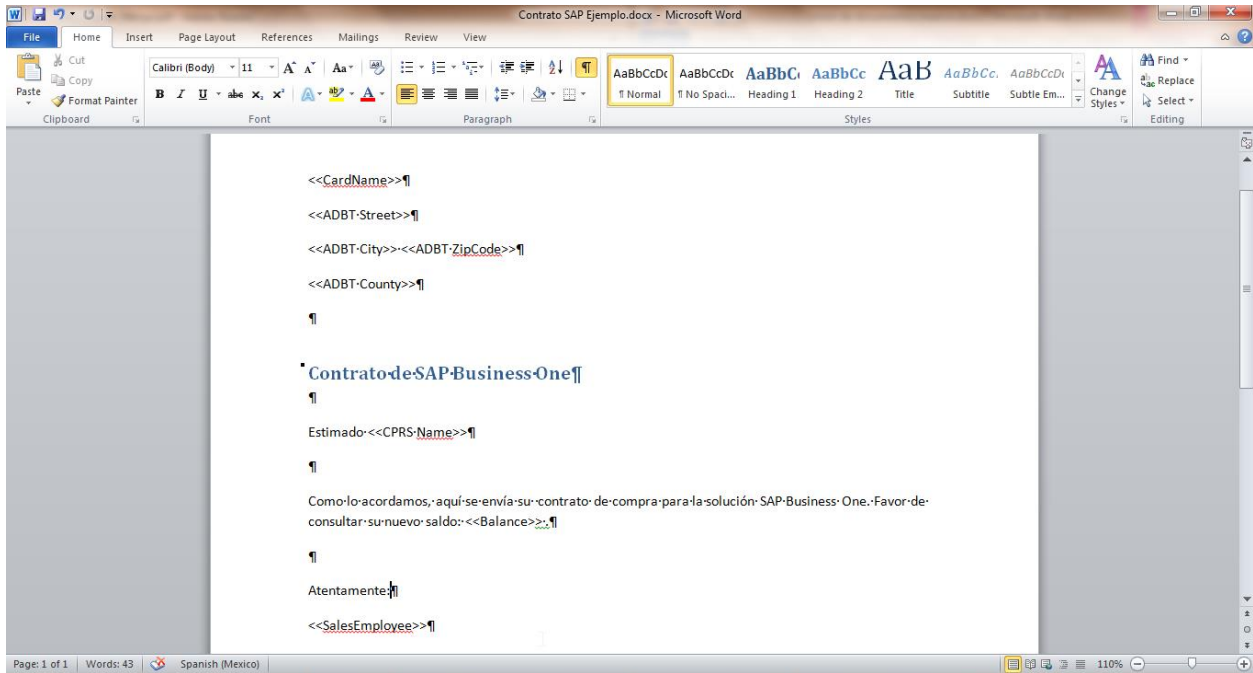 Contrato SAP Ejemplo.docx - Microsoft Word
File Home Insert Page Layout References Mailings Review View
Paste
Cut
Copy
Format Painter
Clipboard
Calibri (Body) 11
Font
Paragraph
AaBbCcDc AaBbCcDc AaBbC AaBbCc AaB AaBbCc. AaBbCcD
¶ Normal ¶ No Spaci... Heading 1 Heading 2 Title Subtitle Subtle Em...
Change Styles
Styles
Find
Replace
Select
Editing
<<CardName>>¶
<<ADBT·Street>>¶
<<ADBT·City>>·<<ADBT·ZipCode>>¶
<<ADBT·County>>¶
¶
Contrato·de·SAP·Business·One¶
¶
Estimado·<<CPRS·Name>>¶
¶
Como·lo·acordamos,·aquí·se·envía·su··contrato·de·compra·para·la·solución·SAP·Business·One.·Favor·de·
consultar·su·nuevo·saldo:·<<Balance>>·.¶
¶
Atentamente:¶
<<SalesEmployee>>¶
Page: 1 of 1 Words: 43 Spanish (Mexico) 110%